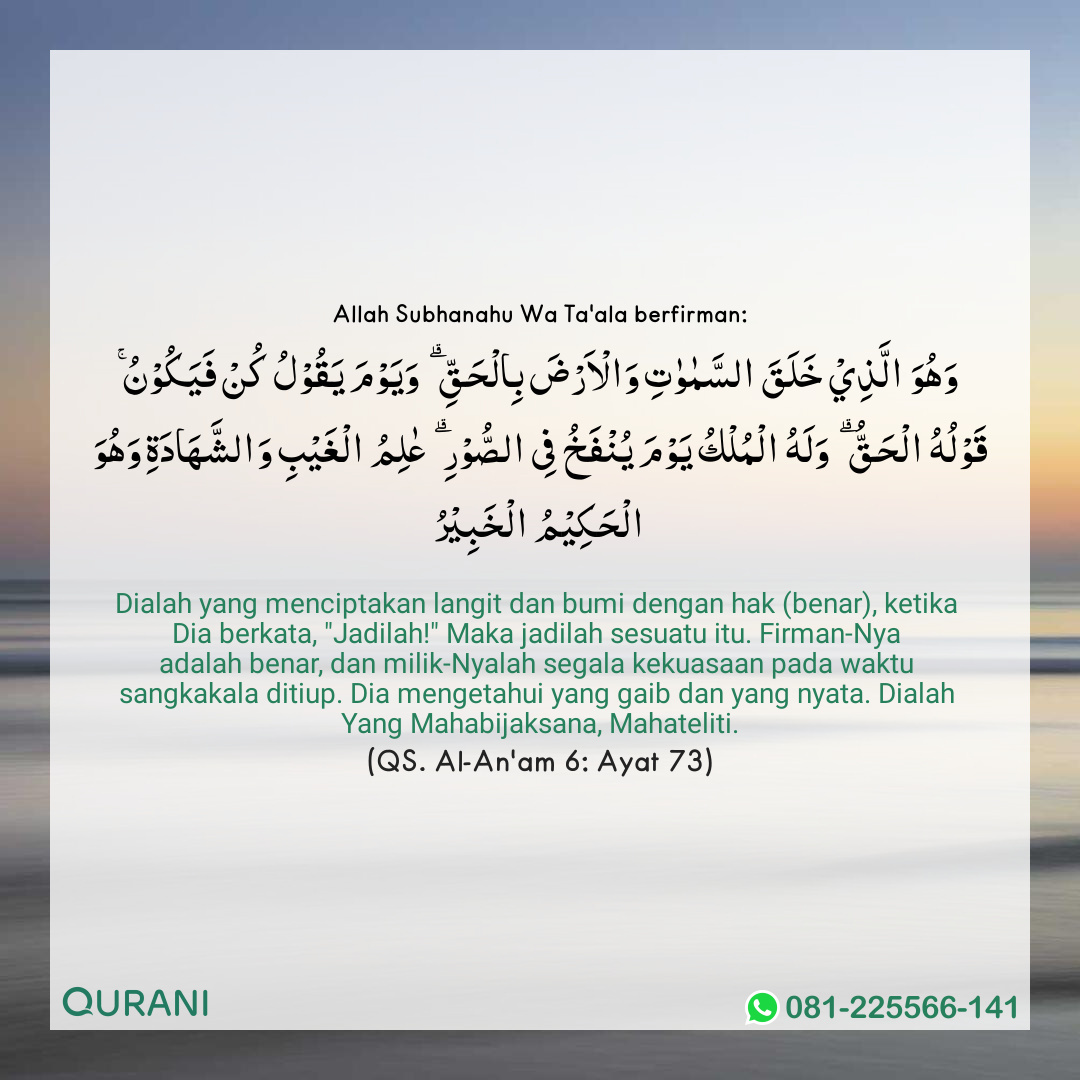 Allah Subhanahu Wa Ta'ala berfirman:
وَهُوَ الَّذِيْ خَلَقَ السَّمٰوٰتِ وَالْاَرْضَ بِالْحَقِّۗ وَيَوْمَ يَقُوْلُ كُنْ فَيَكُوْنُۚ
قَوْلُهُ الْحَقُّۗ وَلَهُ الْمُلْكُ يَوْمَ يُنْفَخُ فِى الصُّوْرِۗ عٰلِمُ الْغَيْبِ وَالشَّهَادَةِ وَهُوَ
الْحَكِيْمُ الْخَبِيْرُ
Dialah yang menciptakan langit dan bumi dengan hak (benar), ketika
Dia berkata, "Jadilah!" Maka jadilah sesuatu itu. Firman-Nya
adalah benar, dan milik-Nyalah segala kekuasaan pada waktu
sangkakala ditiup. Dia mengetahui yang gaib dan yang nyata. Dialah
Yang Mahabijaksana, Mahateliti.
(QS. Al-An'am 6: Ayat 73)
QURANI
081-225566-141